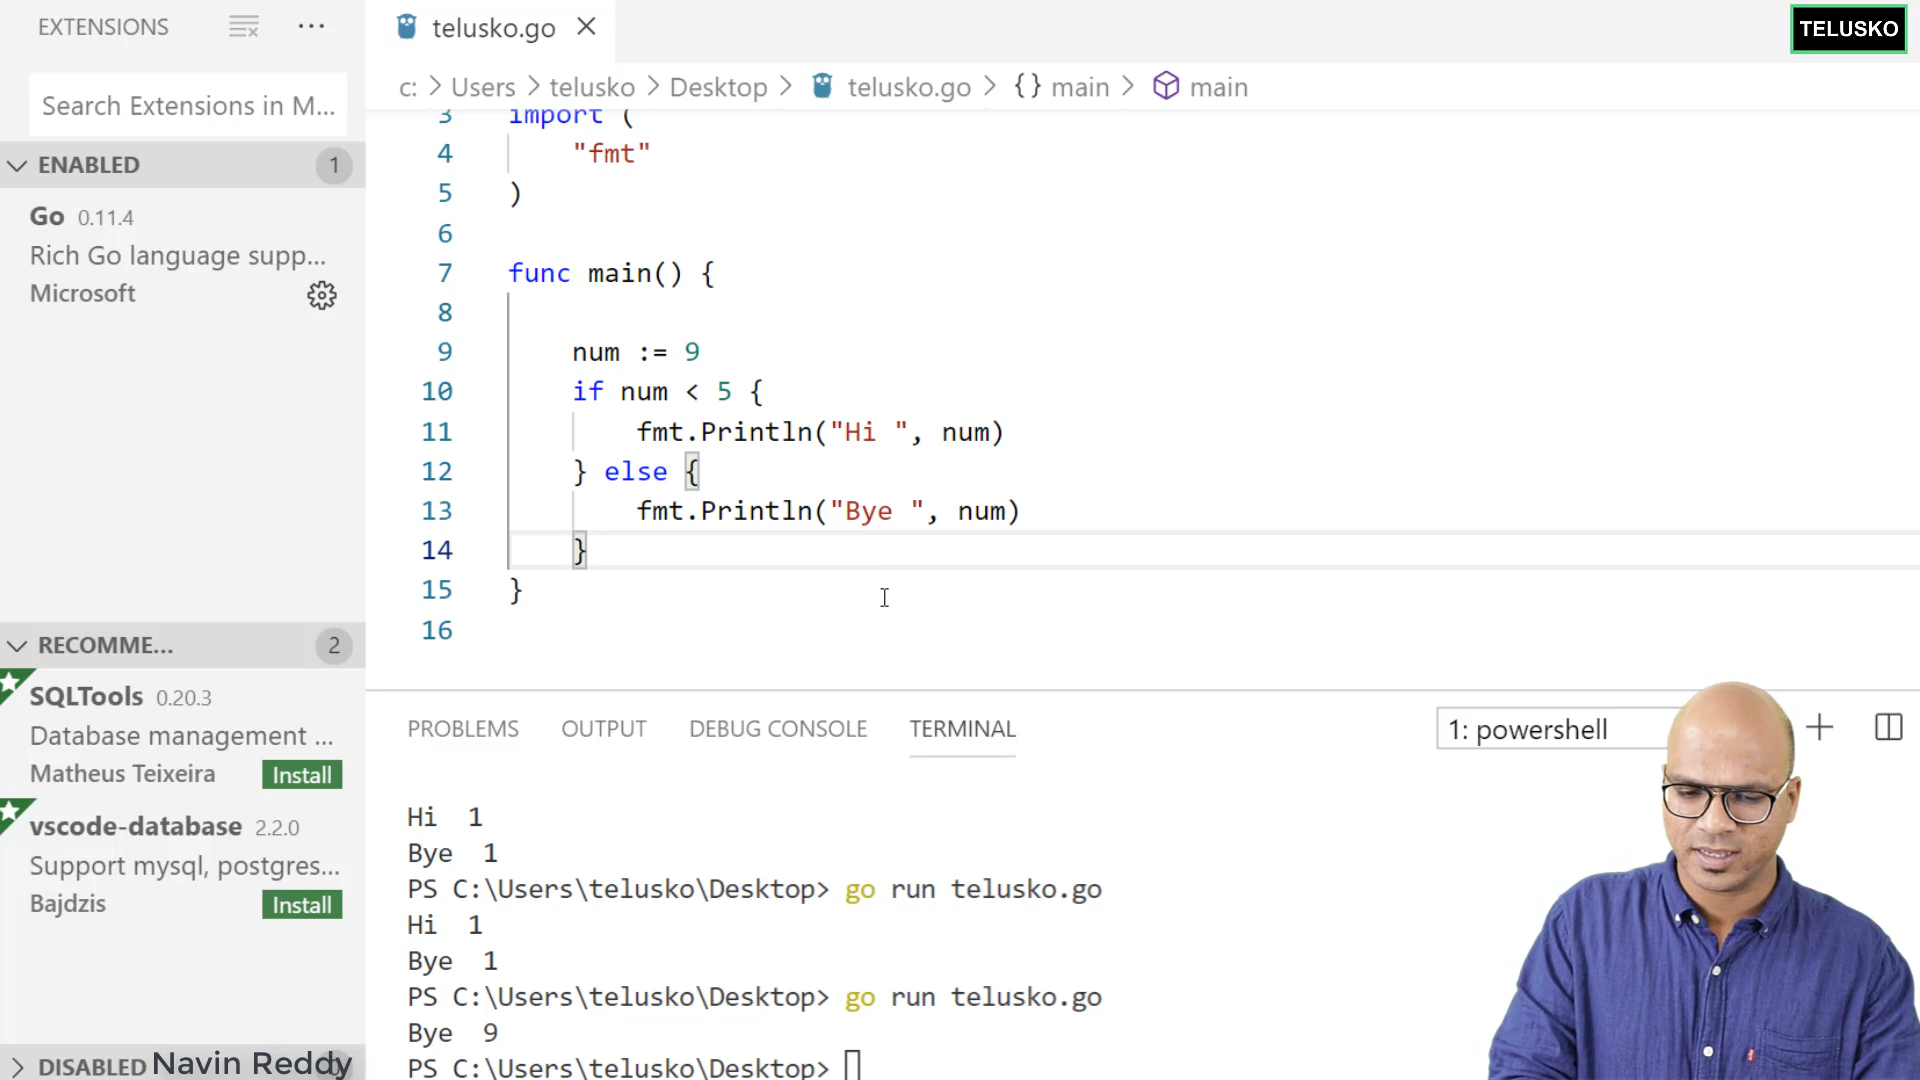 EXTENSIONS
telusko.go
TELUSKO
Search Extensions in M...
c: > Users > telusko > Desktop > telusko.go > {} main > main
ENABLED 1
Go 0.11.4
Rich Go language supp...
Microsoft
3 import (
4 "fmt"
5 )
6
7 func main() {
8
9 num := 9
10 if num < 5 {
11 fmt.Println("Hi ", num)
12 } else {
13 fmt.Println("Bye ", num)
14 }
15 }
16
RECOMME... 2
SQLTools 0.20.3
Database management ...
Matheus Teixeira Install
vscode-database 2.2.0
Support mysql, postgres...
Bajdzis Install
DISABLED
Navin Reddy
PROBLEMS OUTPUT DEBUG CONSOLE TERMINAL
1: powershell
Hi  1
Bye  1
PS C:\Users\telusko\Desktop> go run telusko.go
Hi  1
Bye  1
PS C:\Users\telusko\Desktop> go run telusko.go
Bye  9
PS C:\Users\telusko\Desktop>